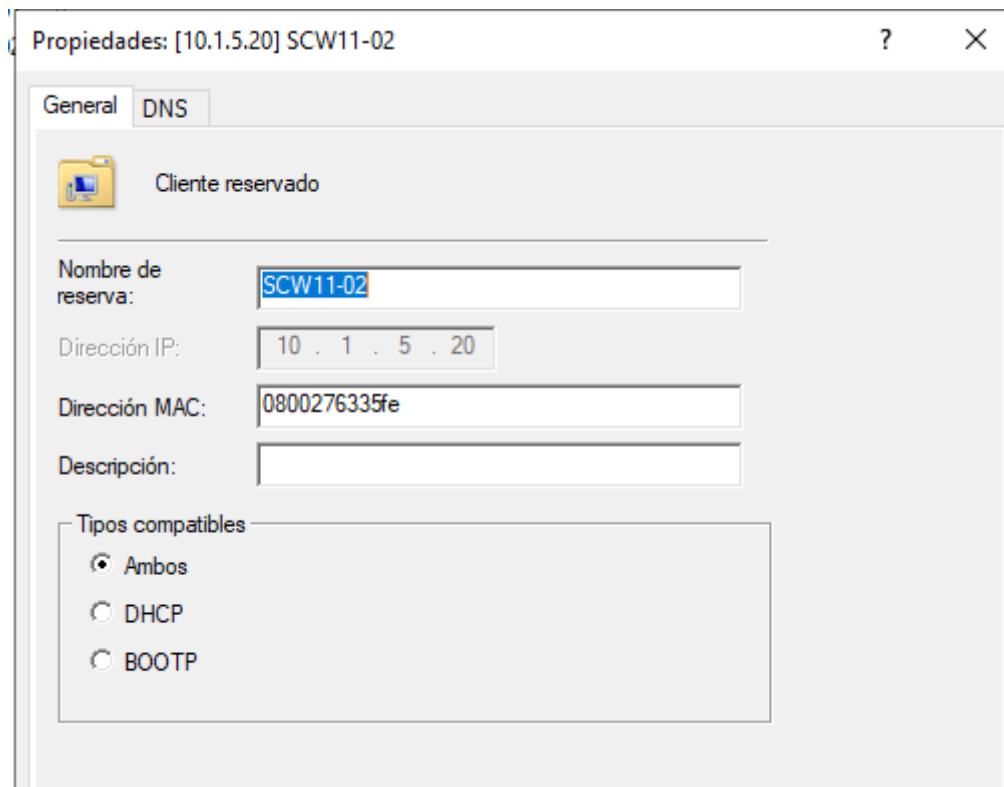 Propiedades: [10.1.5.20] SCW11-02 ?
General DNS
Cliente reservado
Nombre de
reserva:
SCW11-02
Dirección IP: 10 . 1 . 5 . 20
Dirección MAC: 0800276335fe
Descripción:
Tipos compatibles
Ambos
DHCP
BOOTP